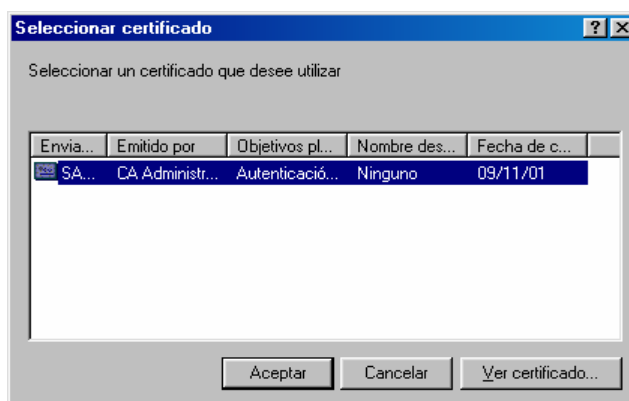 Seleccionar certificado
Seleccionar un certificado que desee utilizar
Envia... Emitido por Objetivos pl... Nombre des... Fecha de c...
SA... CA Administr... Autenticació... Ninguno 09/11/01
Aceptar Cancelar Ver certificado...